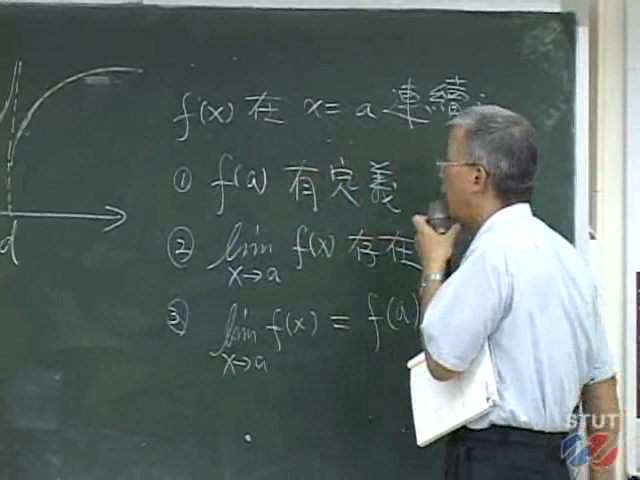 f(x) 在 x = a 連續:
① f(a) 有定義
② lim f(x) 存在
x→a
③ lim f(x) = f(a)
x→a
d
STUT